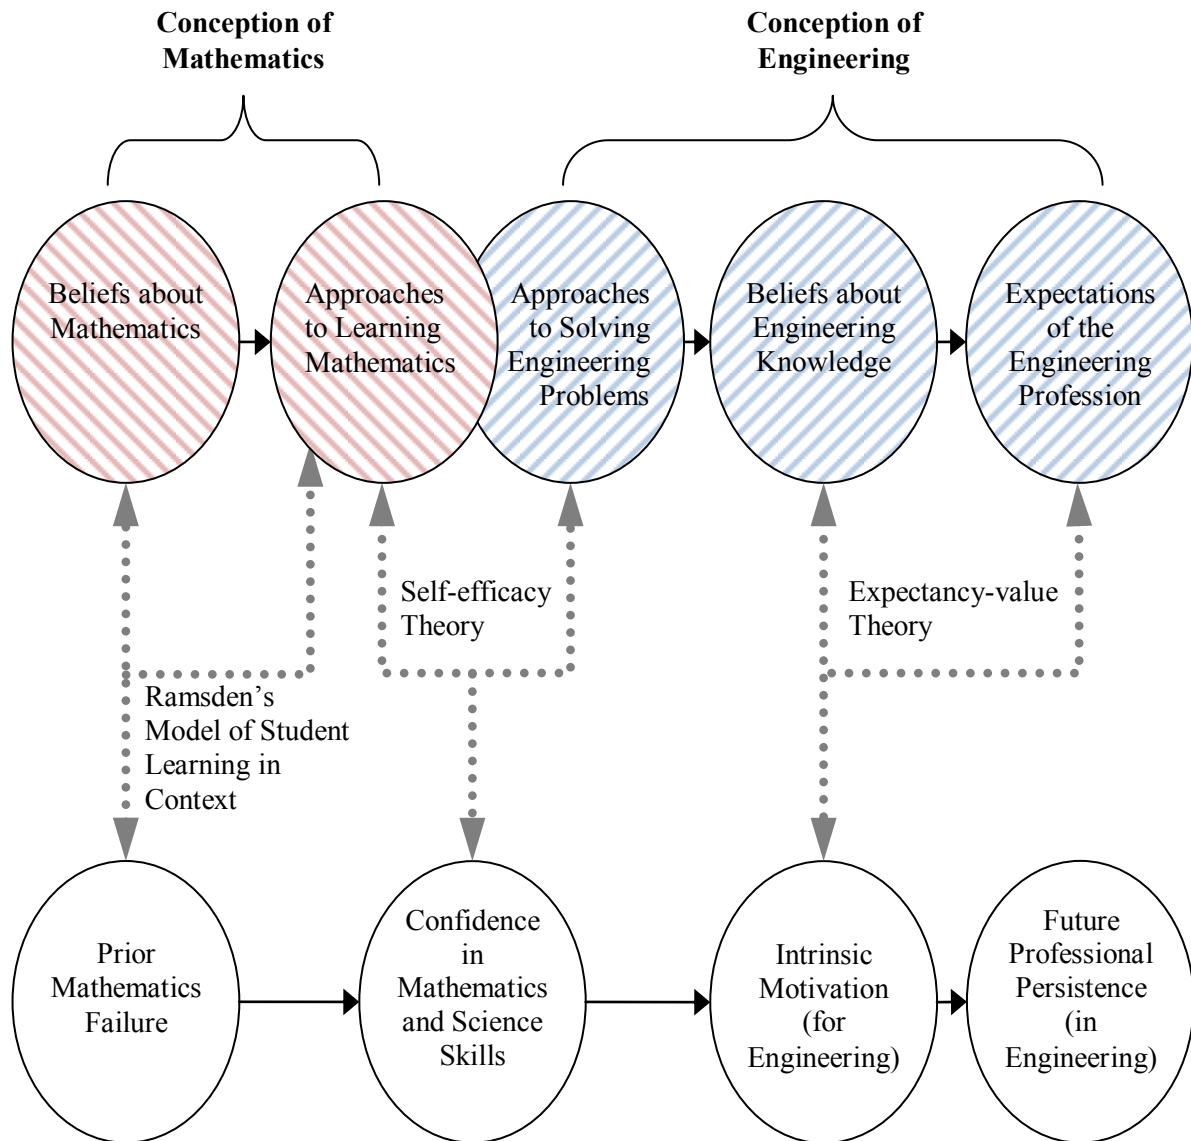 Conception of
Mathematics
Conception of
Engineering
Beliefs about
Mathematics
Approaches
to Learning
Mathematics
Approaches
to Solving
Engineering
Problems
Beliefs about
Engineering
Knowledge
Expectations
of the
Engineering
Profession
Self-efficacy
Theory
Expectancy-value
Theory
Ramsden’s
Model of Student
Learning in
Context
Prior
Mathematics
Failure
Confidence
in
Mathematics
and Science
Skills
Intrinsic
Motivation
(for
Engineering)
Future
Professional
Persistence
(in
Engineering)